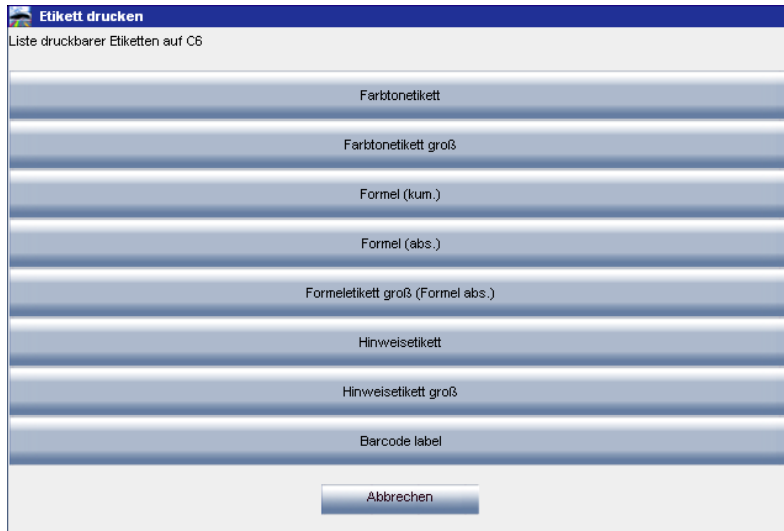 Etikett drucken
Liste druckbarer Etiketten auf C6
Farbtonetikett
Farbtonetikett groß
Formel (kum.)
Formel (abs.)
Formeletikett groß (Formel abs.)
Hinweisetikett
Hinweisetikett groß
Barcode label
Abbrechen